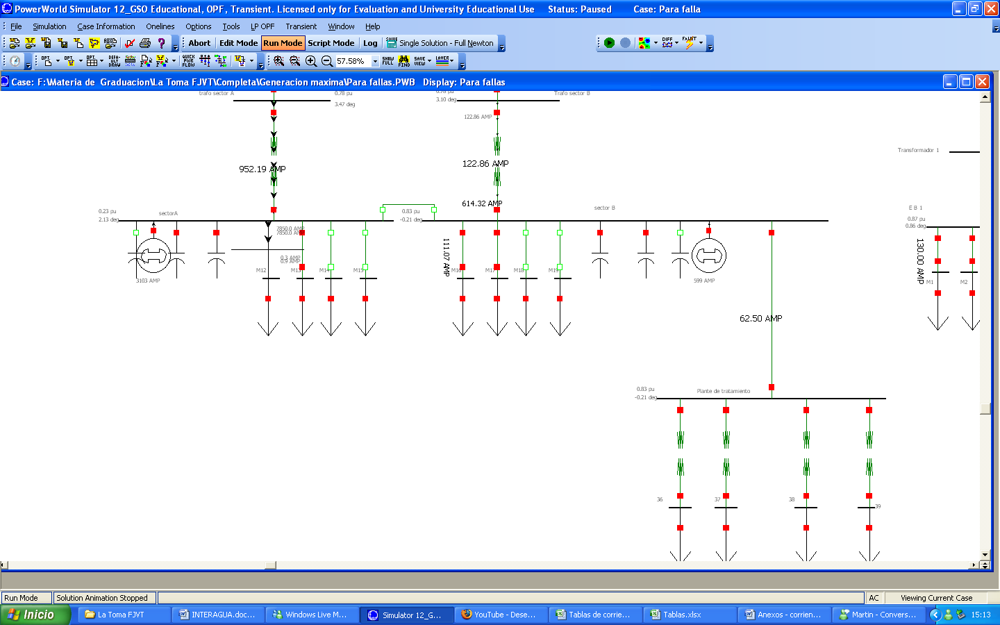 PowerWorld Simulator 12_GSO Educational, OPF, Transient. Licensed only for Evaluation and University Educational Use     Status: Paused     Case: Para falla
File Simulation Case Information Onelines Options Tools LP OPF Transient Window Help
Abort Edit Mode Run Mode Script Mode Log Single Solution - Full Newton
57.58%
Case: F:\Materia de Graduacion\La Toma FJVT\Completa\Generacion maxima\Para fallas.PWB   Display: Para fallas
trafo sector A
0.78 pu
3.47 deg
3.10 deg
Trafo sector B
122.86 AMP
952.19 AMP
122.86 AMP
Transformador 1
614.32 AMP
0.23 pu
2.13 deg
sectorA
0.83 pu
-0.21 deg
sector B
E B 1
0.87 pu
0.86 deg
7850.0 AMP
7850.0 AMP
0.3 AMP
0.9 AMP
111.07 AMP
130.00 AMP
M12 M13 M14 M15 M16 M17 M18 M19
M1 M2
3103 AMP
599 AMP
62.50 AMP
0.83 pu
-0.21 deg
Plante de tratamiento
36 37 38 39
Run Mode Solution Animation Stopped AC Viewing Current Case
Inicio La Toma FJVT INTERAGUA.doc... Windows Live M... Simulator 12_G... YouTube - Dese... Tablas de corrie... Tablas.xlsx Anexos - corrien... Martin - Convers... 15:13